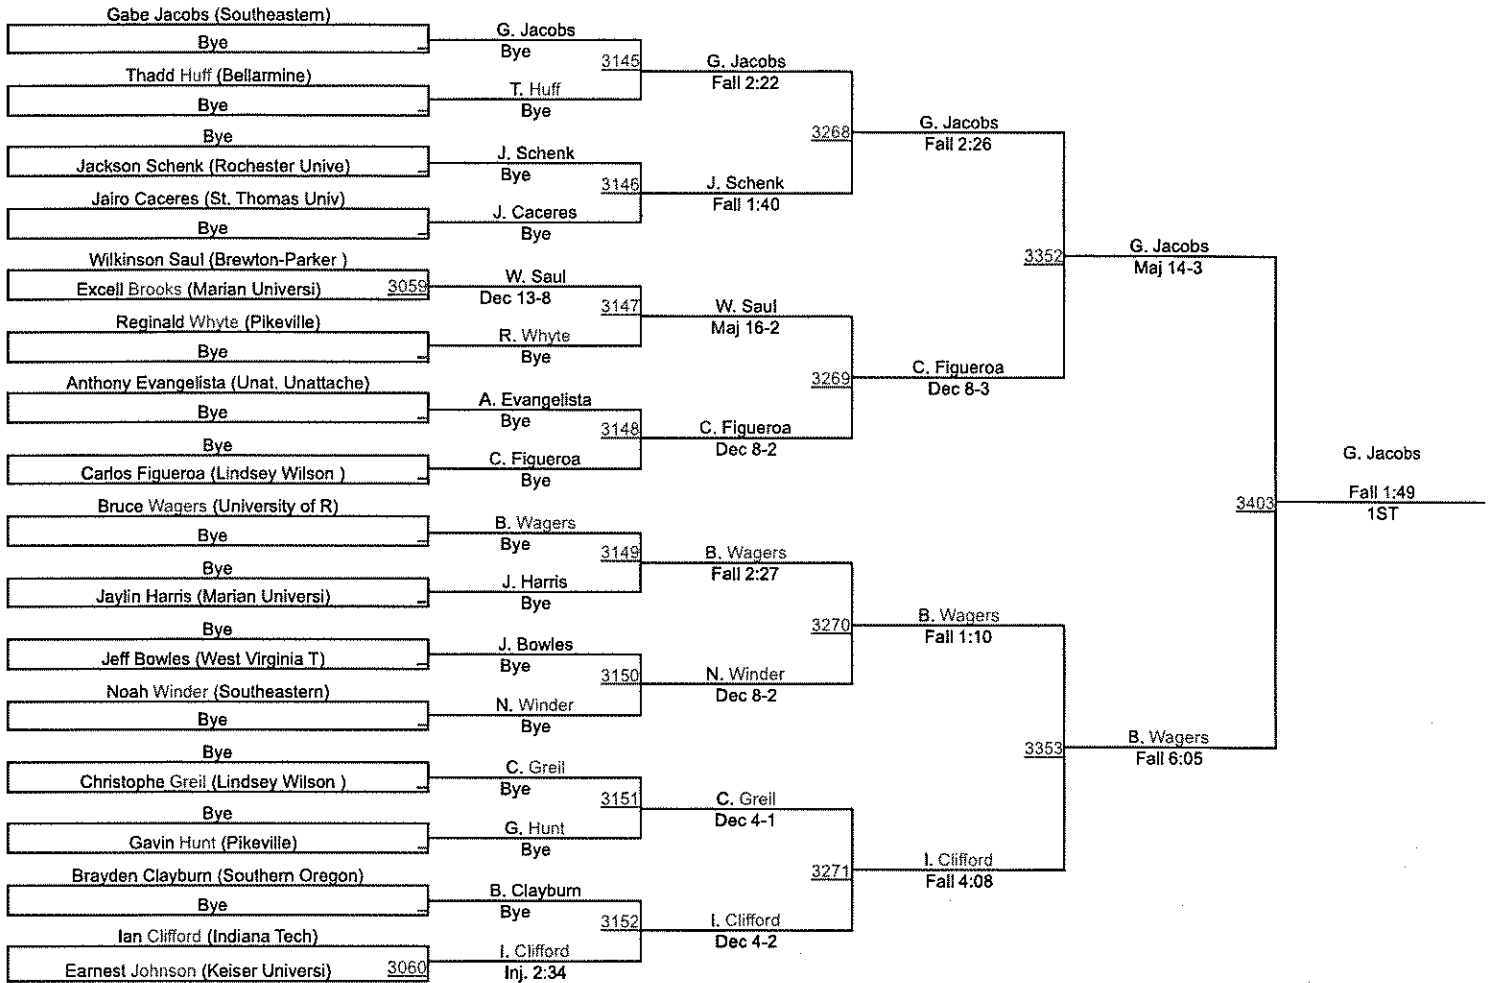 Gabe Jacobs (Southeastern)
Bye
Thadd Huff (Bellarmine)
Bye
Bye
Jackson Schenk (Rochester Unive)
Jairo Caceres (St. Thomas Univ)
Bye
Wilkinson Saul (Brewton-Parker )
Excell Brooks (Marian Universi) 3059
Reginald Whyte (Pikeville)
Bye
Anthony Evangelista (Unat. Unattache)
Bye
Bye
Carlos Figueroa (Lindsey Wilson )
Bruce Wagers (University of R)
Bye
Bye
Jaylin Harris (Marian Universi)
Bye
Jeff Bowles (West Virginia T)
Noah Winder (Southeastern)
Bye
Bye
Christophe Greil (Lindsey Wilson )
Bye
Gavin Hunt (Pikeville)
Brayden Clayburn (Southern Oregon)
Bye
Ian Clifford (Indiana Tech)
Earnest Johnson (Keiser Universi) 3060
G. Jacobs
Bye
3145
T. Huff
Bye
J. Schenk
Bye
3146
J. Caceres
Bye
W. Saul
Dec 13-8
3147
R. Whyte
Bye
A. Evangelista
Bye
3148
C. Figueroa
Bye
B. Wagers
Bye
3149
J. Harris
Bye
J. Bowles
Bye
3150
N. Winder
Bye
C. Greil
Bye
3151
G. Hunt
Bye
B. Clayburn
Bye
3152
I. Clifford
Inj. 2:34
G. Jacobs
Fall 2:22
3268
J. Schenk
Fall 1:40
W. Saul
Maj 16-2
3269
C. Figueroa
Dec 8-2
B. Wagers
Fall 2:27
3270
N. Winder
Dec 8-2
C. Greil
Dec 4-1
3271
I. Clifford
Dec 4-2
G. Jacobs
Fall 2:26
3352
C. Figueroa
Dec 8-3
B. Wagers
Fall 1:10
3353
I. Clifford
Fall 4:08
G. Jacobs
Maj 14-3
3403
B. Wagers
Fall 6:05
G. Jacobs
Fall 1:49
1ST